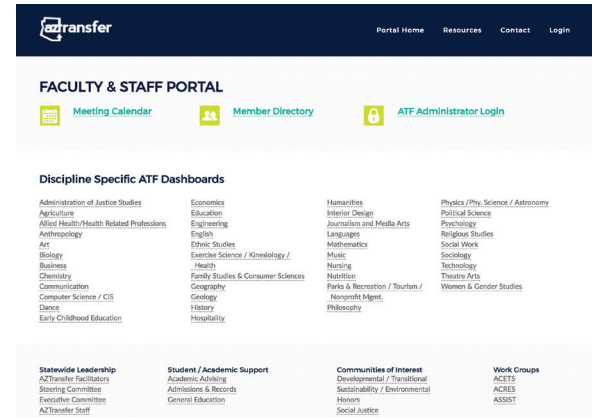 aztransfer
Portal Home Resources Contact Login
FACULTY & STAFF PORTAL
Meeting Calendar Member Directory ATF Administrator Login
Discipline Specific ATF Dashboards
Administration of Justice Studies
Agriculture
Allied Health/Health Related Professions
Anthropology
Art
Biology
Business
Chemistry
Communication
Computer Science / CIS
Dance
Early Childhood Education
Economics
Education
Engineering
English
Ethnic Studies
Exercise Science / Kinesiology /
Health
Family Studies & Consumer Sciences
Geography
Geology
History
Hospitality
Humanities
Interior Design
Journalism and Media Arts
Languages
Mathematics
Music
Nursing
Nutrition
Parks & Recreation / Tourism /
Nonprofit Mgmt.
Philosophy
Physics /Phy. Science / Astronomy
Political Science
Psychology
Religious Studies
Social Work
Sociology
Technology
Theatre Arts
Women & Gender Studies
Statewide Leadership
AZTransfer Facilitators
Steering Committee
Executive Committee
AZTransfer Staff
Student / Academic Support
Academic Advising
Admissions & Records
General Education
Communities of Interest
Developmental / Transitional
Sustainability / Environmental
Honors
Social Justice
Work Groups
ACETS
ACRES
ASSIST